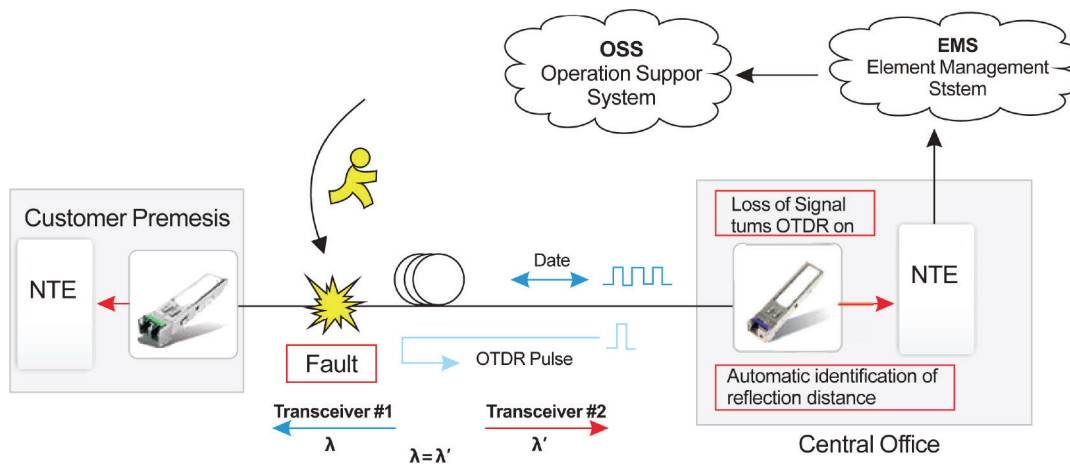 OSS
Operation Suppor
System
EMS
Element Management
Ststem
Customer Premesis
NTE
Loss of Signal
tums OTDR on
NTE
Date
Fault
OTDR Pulse
Automatic identification of
reflection distance
Transceiver #1
λ
λ=λ′
Transceiver #2
λ′
Central Office